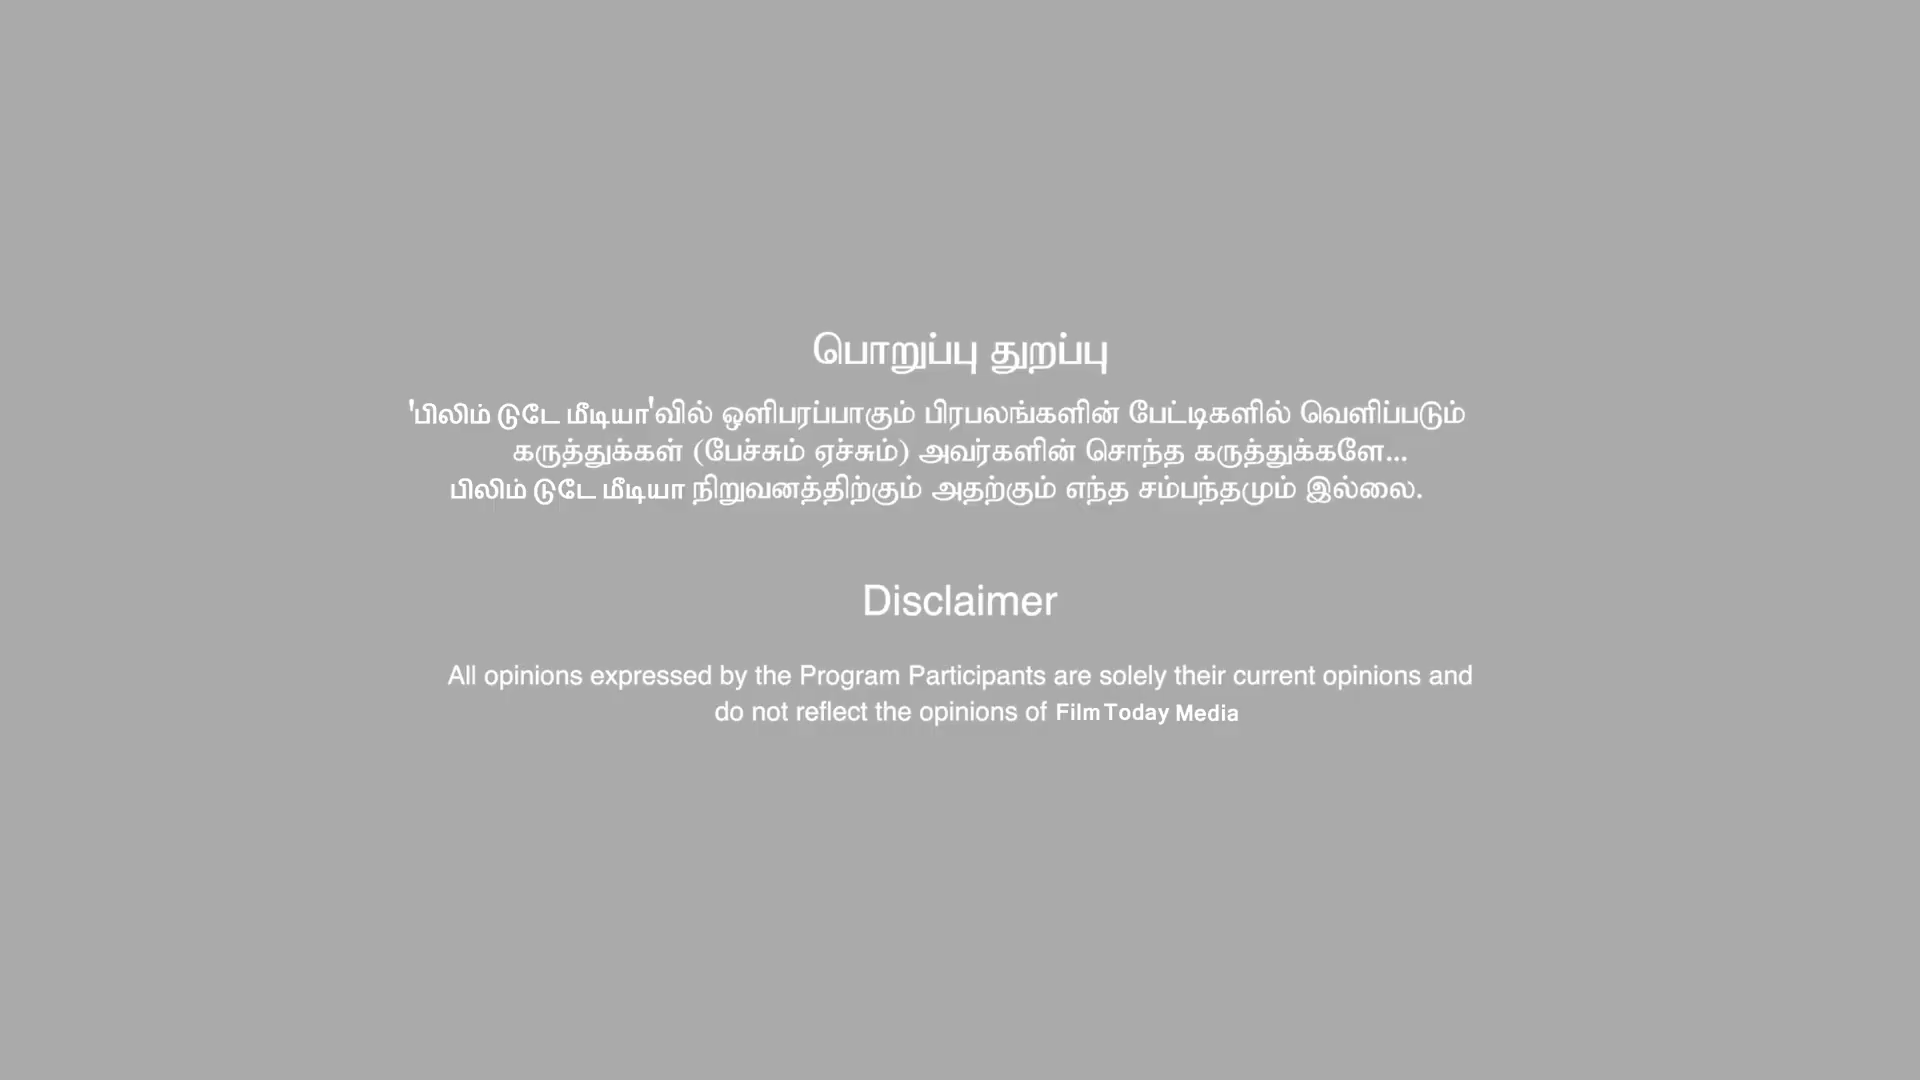 பொறுப்பு துறப்பு
'பிலிம் டுடே மீடியா'வில் ஒளிபரப்பாகும் பிரபலங்களின் பேட்டிகளில் வெளிப்படும்
கருத்துக்கள் (பேச்சும் ஏச்சும்) அவர்களின் சொந்த கருத்துக்களே...
பிலிம் டுடே மீடியா நிறுவனத்திற்கும் அதற்கும் எந்த சம்பந்தமும் இல்லை.
Disclaimer
All opinions expressed by the Program Participants are solely their current opinions and
do not reflect the opinions of Film Today Media